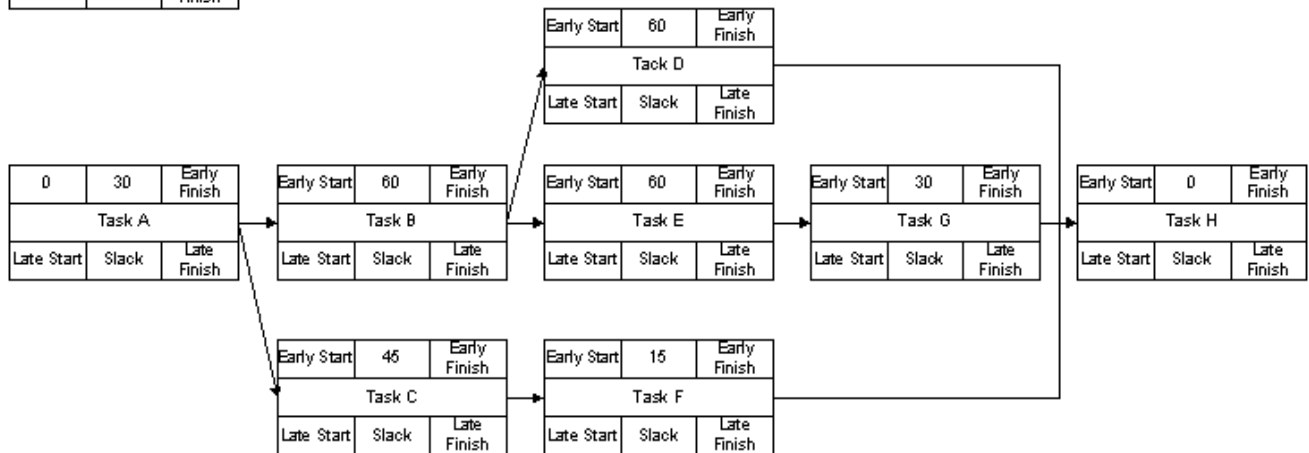 Finish
Early Start 60 Early Finish
Tack D
Late Start Slack Late Finish
0 30 Early Finish
Task A
Late Start Slack Late Finish
Early Start 60 Early Finish
Task B
Late Start Slack Late Finish
Early Start 60 Early Finish
Task E
Late Start Slack Late Finish
Early Start 30 Early Finish
Task G
Late Start Slack Late Finish
Early Start 0 Early Finish
Task H
Late Start Slack Late Finish
Early Start 45 Early Finish
Task C
Late Start Slack Late Finish
Early Start 15 Early Finish
Task F
Late Start Slack Late Finish